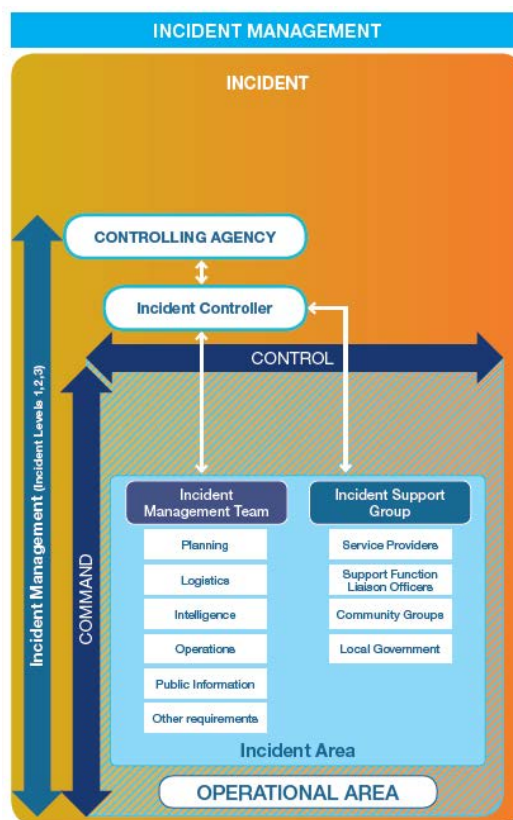 INCIDENT MANAGEMENT
INCIDENT
CONTROLLING AGENCY
Incident Controller
CONTROL
Incident Management (Incident Levels 1,2,3)
COMMAND
Incident
Management Team
Planning
Logistics
Intelligence
Operations
Public Information
Other requirements
Incident Support
Group
Service Providers
Support Function
Liaison Officers
Community Groups
Local Government
Incident Area
OPERATIONAL AREA